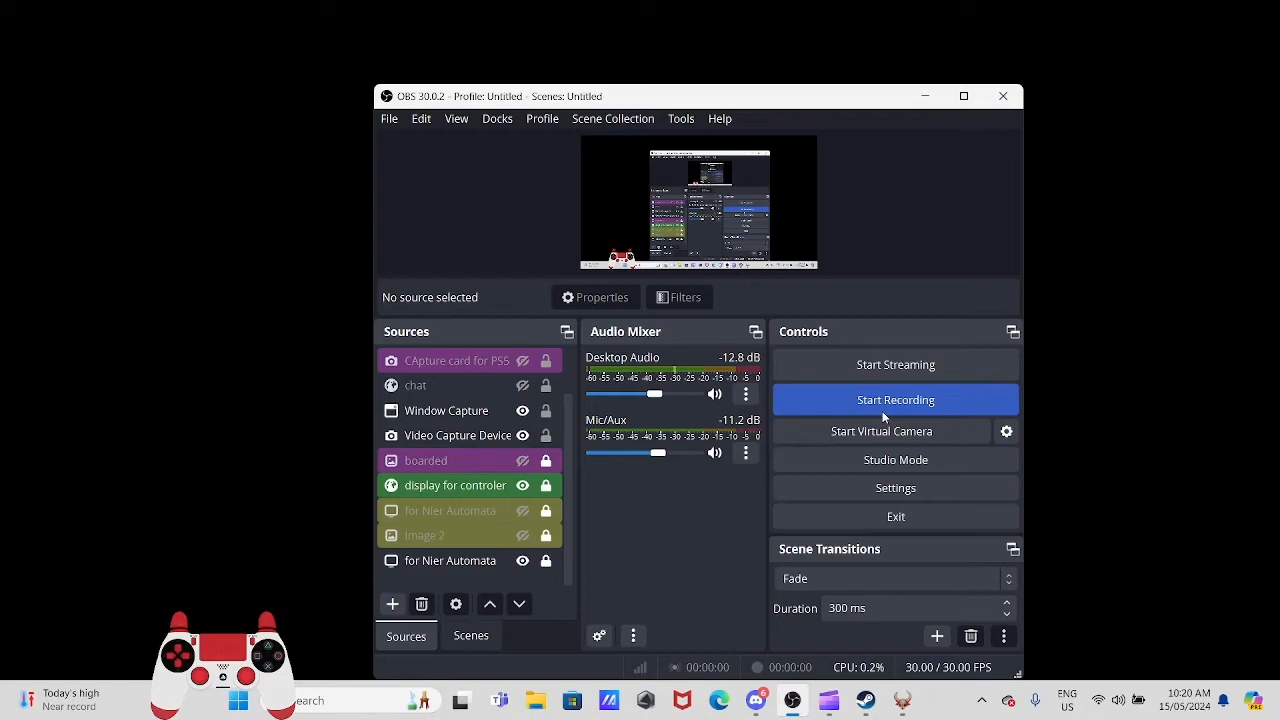 OBS 30.0.2 - Profile: Untitled - Scenes: Untitled
File Edit View Docks Profile Scene Collection Tools Help
No source selected
Properties
Filters
Sources
CApture card for PS5
chat
Window Capture
Video Capture Device
boarded
display for controler
for Nier Automata
Image 2
for Nier Automata
Sources
Scenes
Audio Mixer
Desktop Audio -12.8 dB
-60 -55 -50 -45 -40 -35 -30 -25 -20 -15 -10 -5 0
Mic/Aux -11.2 dB
-60 -55 -50 -45 -40 -35 -30 -25 -20 -15 -10 -5 0
Controls
Start Streaming
Start Recording
Start Virtual Camera
Studio Mode
Settings
Exit
Scene Transitions
Fade
Duration 300 ms
00:00:00 00:00:00 CPU: 0.2% 30.00 / 30.00 FPS
Today's high
Near record
earch
6
ENG
US
10:20 AM
15/05/2024
PRE